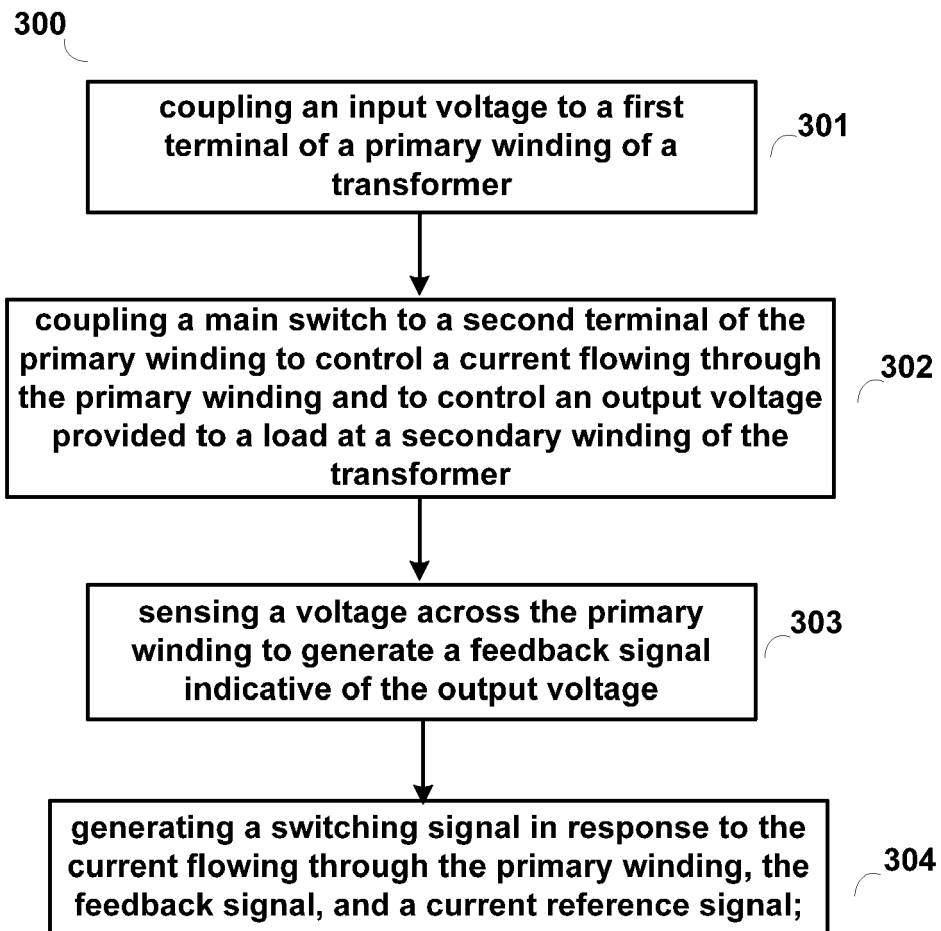 300
coupling an input voltage to a first
terminal of a primary winding of a
transformer
301
coupling a main switch to a second terminal of the
primary winding to control a current flowing through
the primary winding and to control an output voltage
provided to a load at a secondary winding of the
transformer
302
sensing a voltage across the primary
winding to generate a feedback signal
indicative of the output voltage
303
generating a switching signal in response to the
current flowing through the primary winding, the
feedback signal, and a current reference signal;
304